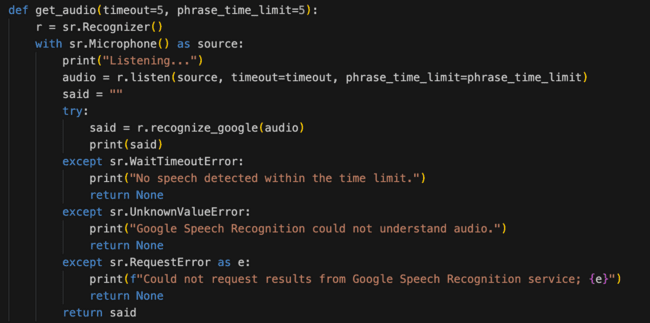 def get_audio(timeout=5, phrase_time_limit=5):
    r = sr.Recognizer()
    with sr.Microphone() as source:
        print("Listening...")
        audio = r.listen(source, timeout=timeout, phrase_time_limit=phrase_time_limit)
        said = ""
        try:
            said = r.recognize_google(audio)
            print(said)
        except sr.WaitTimeoutError:
            print("No speech detected within the time limit.")
            return None
        except sr.UnknownValueError:
            print("Google Speech Recognition could not understand audio.")
            return None
        except sr.RequestError as e:
            print(f"Could not request results from Google Speech Recognition service; {e}")
            return None
        return said